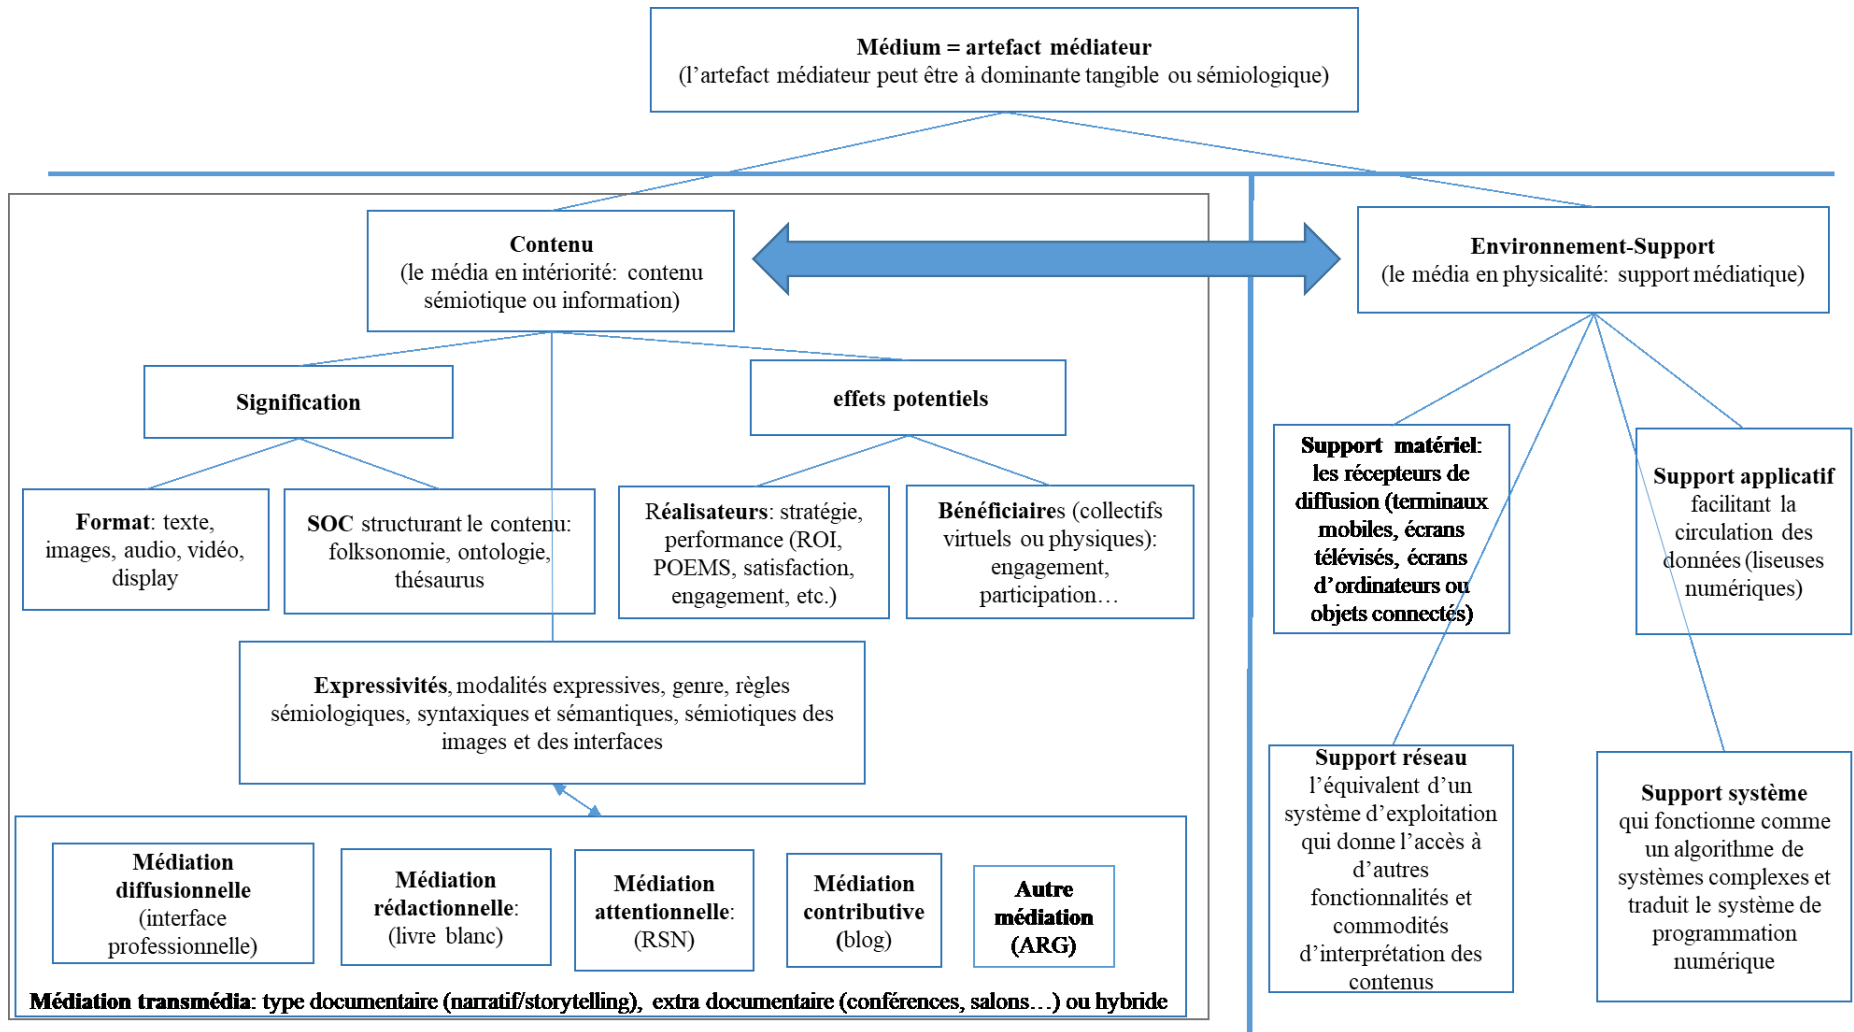 Médium = artefact médiateur
(l'artefact médiateur peut être à dominante tangible ou sémiologique)
Contenu
(le média en intériorité: contenu
sémiotique ou information)
Environnement-Support
(le média en physicalité: support médiatique)
Signification
effets potentiels
Format: texte,
images, audio, vidéo,
display
SOC structurant le contenu:
folksonomie, ontologie,
thésaurus
Réalisateurs: stratégie,
performance (ROI,
POEMS, satisfaction,
engagement, etc.)
Bénéficiaires (collectifs
virtuels ou physiques):
engagement,
participation…
Support matériel:
les récepteurs de
diffusion (terminaux
mobiles, écrans
télévisés, écrans
d'ordinateurs ou
objets connectés)
Support applicatif
facilitant la
circulation des
données (liseuses
numériques)
Expressivités, modalités expressives, genre, règles
sémiologiques, syntaxiques et sémantiques, sémiotiques des
images et des interfaces
Support réseau
l'équivalent d'un
système d'exploitation
qui donne l'accès à
d'autres
fonctionnalités et
commodités
d'interprétation des
contenus
Support système
qui fonctionne comme
un algorithme de
systèmes complexes et
traduit le système de
programmation
numérique
Médiation
diffusionnelle
(interface
professionnelle)
Médiation
rédactionnelle:
(livre blanc)
Médiation
attentionnelle:
(RSN)
Médiation
contributive
(blog)
Autre
médiation
(ARG)
Médiation transmédia: type documentaire (narratif/storytelling), extra documentaire (conférences, salons…) ou hybride